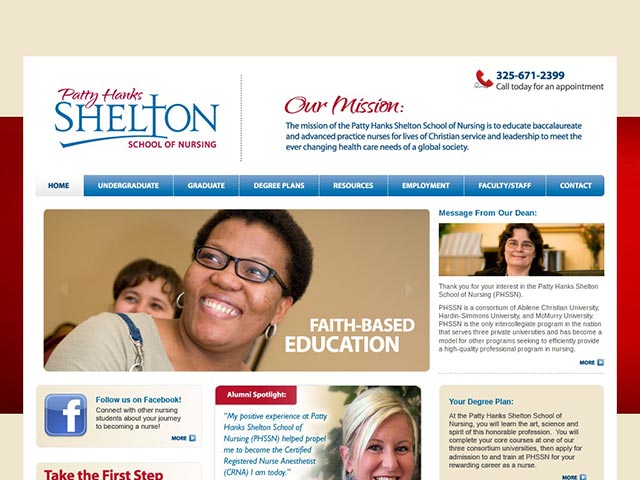 Patty Hanks
SHELTON
SCHOOL OF NURSING
325-671-2399
Call today for an appointment
Our Mission:
The mission of the Patty Hanks Shelton School of Nursing is to educate baccalaureate
and advanced practice nurses for lives of Christian service and leadership to meet the
ever changing health care needs of a global society.
HOME
UNDERGRADUATE
GRADUATE
DEGREE PLANS
RESOURCES
EMPLOYMENT
FACULTY/STAFF
CONTACT
FAITH-BASED
EDUCATION
Message From Our Dean:
Thank you for your interest in the Patty Hanks Shelton
School of Nursing (PHSSN).
PHSSN is a consortium of Abilene Christian University,
Hardin-Simmons University, and McMurry University.
PHSSN is the only intercollegiate program in the nation
that serves three private universities and has become a
model for other programs seeking to efficiently provide
a high-quality professional program in nursing.
MORE
Follow us on Facebook!
Connect with other nursing
students about your journey
to becoming a nurse!
MORE
Take the First Step
Alumni Spotlight:
"My positive experience at Patty
Hanks Shelton School of
Nursing (PHSSN) helped propel
me to become the Certified
Registered Nurse Anesthetist
(CRNA) I am today."
Your Degree Plan:
At the Patty Hanks Shelton School of
Nursing, you will learn the art, science and
spirit of this honorable profession. You will
complete your core courses at one of our
three consortium universities, then apply for
admission to and train at PHSSN for your
rewarding career as a nurse.
MORE